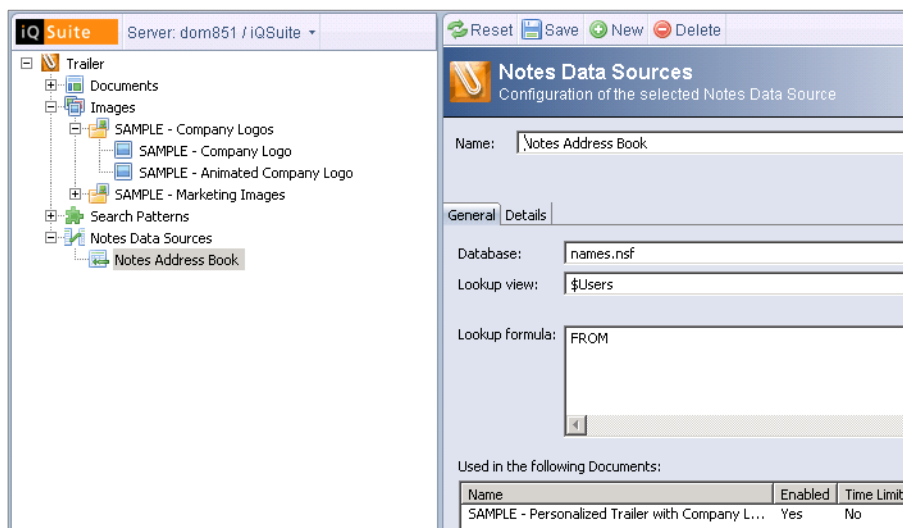 iQ Suite
Server: dom851 / iQSuite
Reset Save New Delete
Trailer
Documents
Images
SAMPLE - Company Logos
SAMPLE - Company Logo
SAMPLE - Animated Company Logo
SAMPLE - Marketing Images
Search Patterns
Notes Data Sources
Notes Address Book
Notes Data Sources
Configuration of the selected Notes Data Source
Name: Notes Address Book
General Details
Database: names.nsf
Lookup view: $Users
Lookup formula: FROM
Used in the following Documents:
Name Enabled Time Limit
SAMPLE - Personalized Trailer with Company L... Yes No